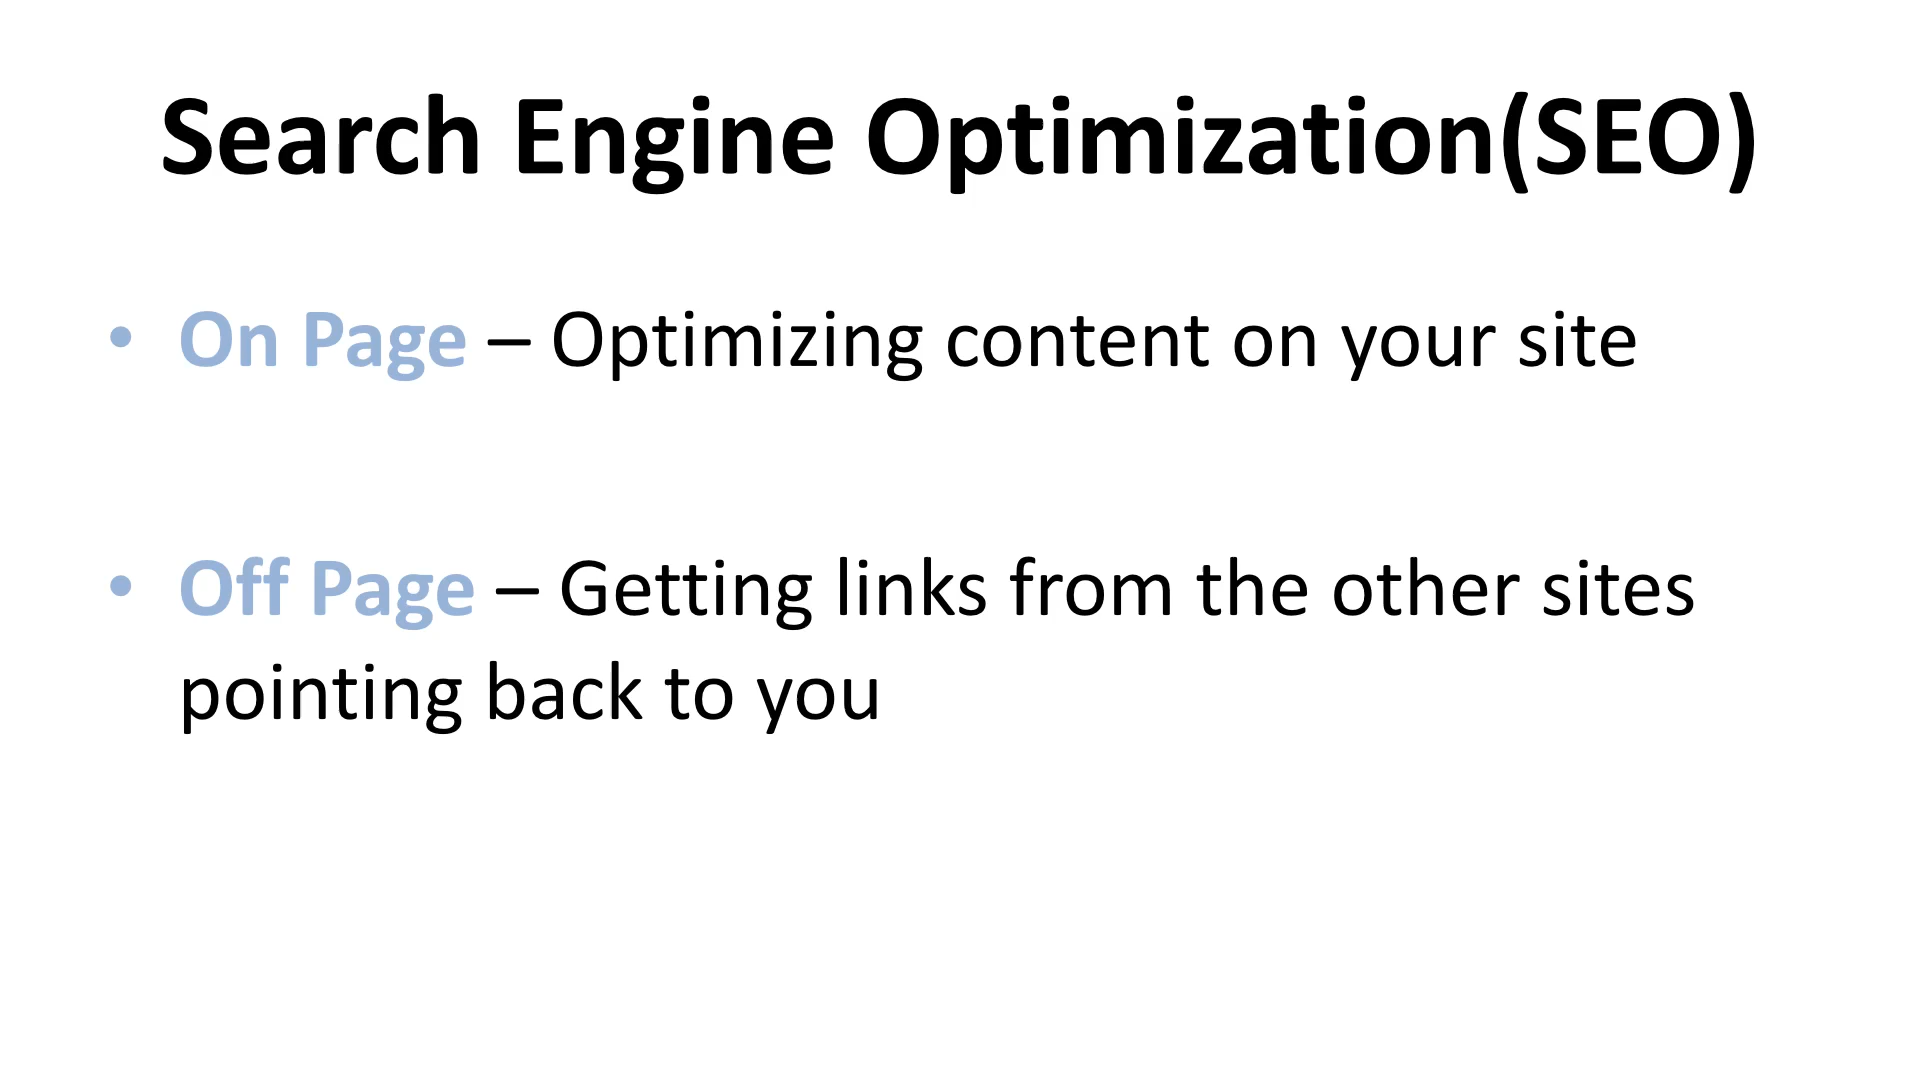 Search Engine Optimization(SEO)
• On Page – Optimizing content on your site
• Off Page – Getting links from the other sites
pointing back to you